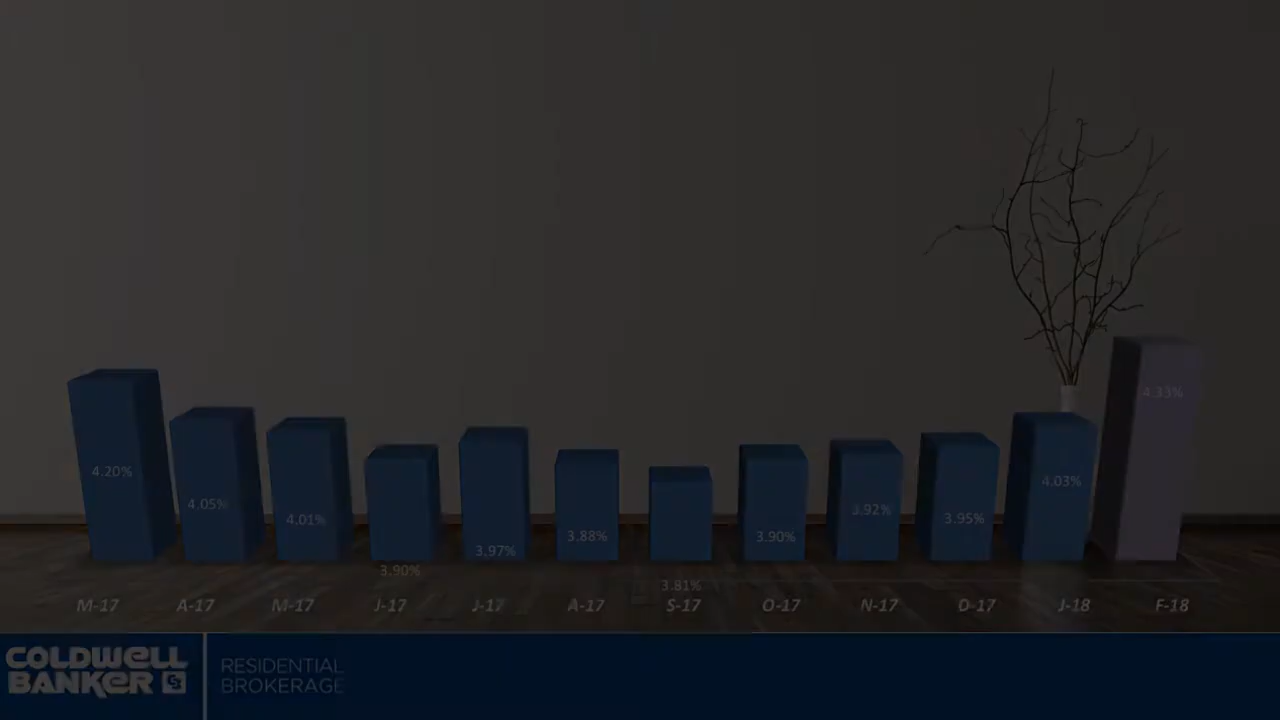 4.20%
4.05%
4.01%
3.90%
3.97%
3.88%
3.81%
3.90%
3.92%
3.95%
4.03%
4.33%
M-17 A-17 M-17 J-17 J-17 A-17 S-17 O-17 N-17 D-17 J-18 F-18
COLDWELL
BANKER CB
RESIDENTIAL
BROKERAGE